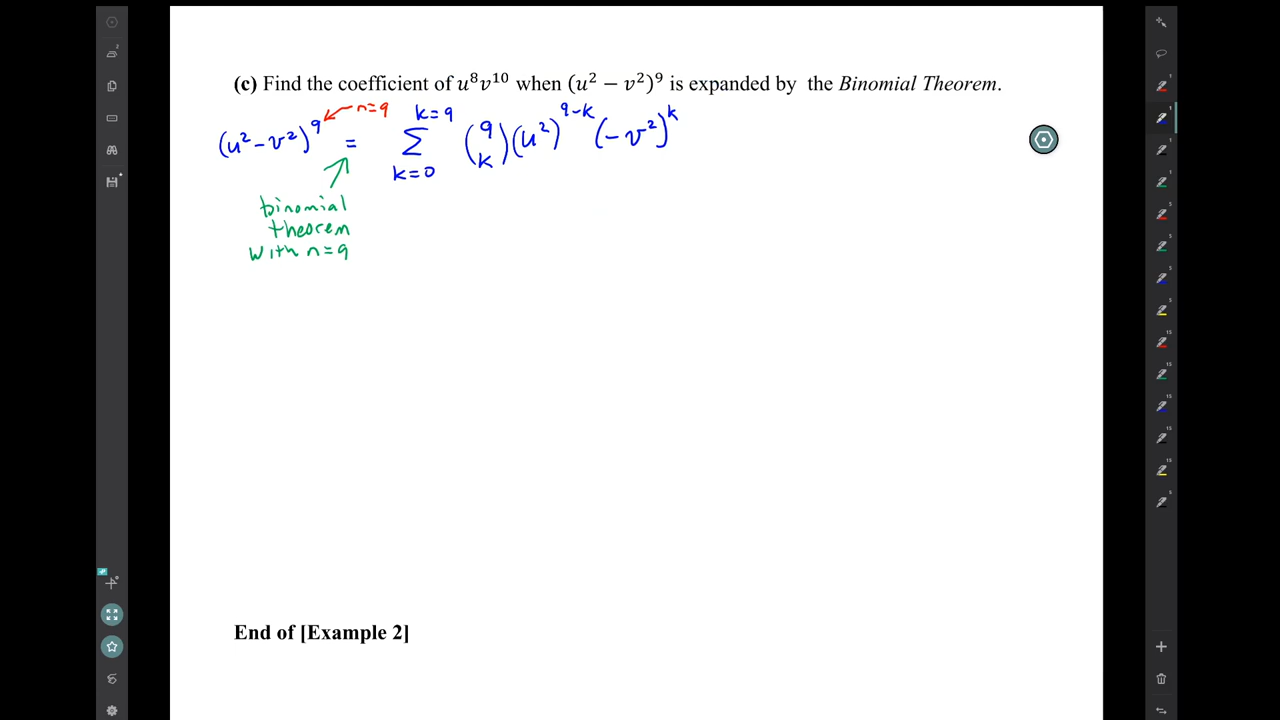 (c) Find the coefficient of u⁸v¹⁰ when (u² − v²)⁹ is expanded by the Binomial Theorem.
(u² − v²)⁹ ← n=9 = ∑ k=0 k=9 (9 k) (u²)^{9-k} (−v²)^k
binomial
theorem
with n=9
End of [Example 2]